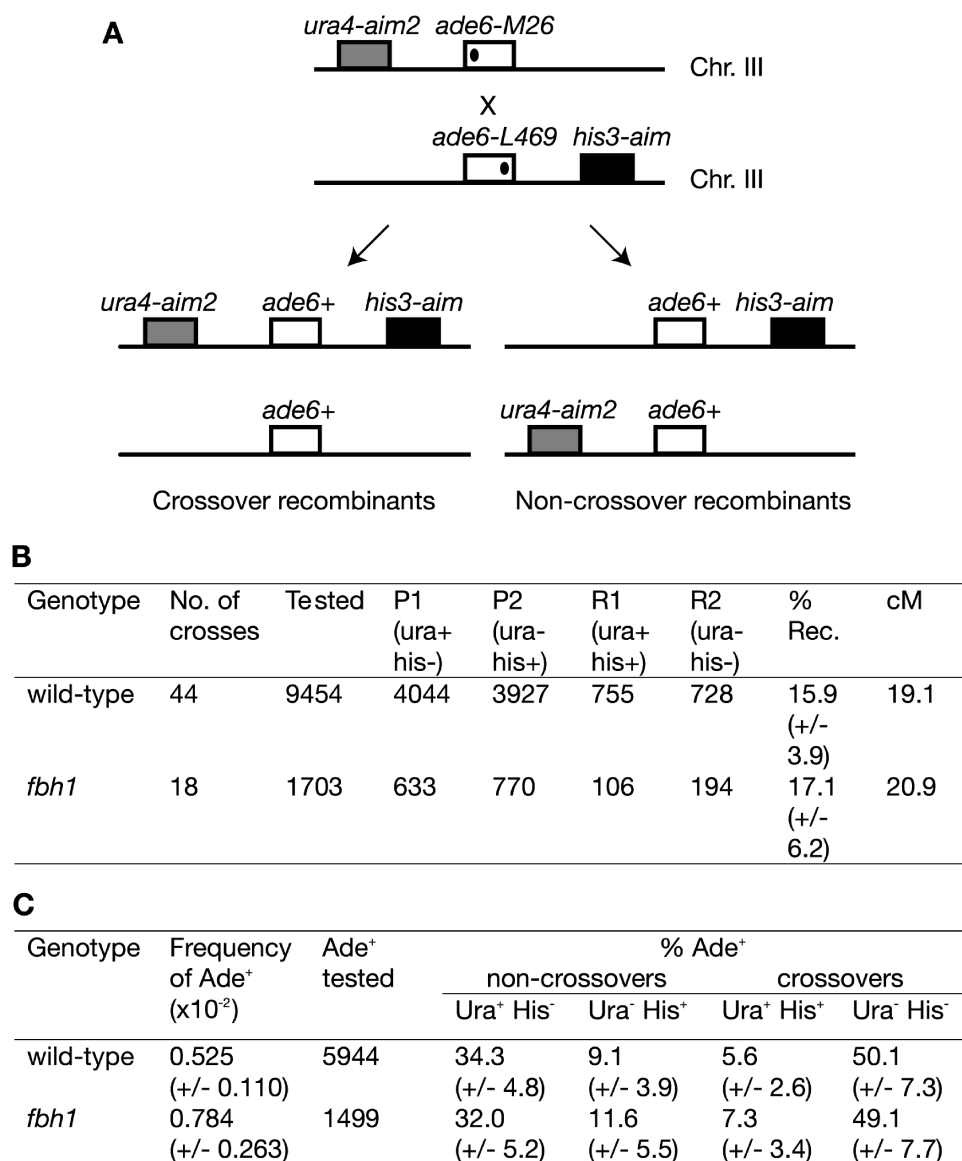 A
ura4-aim2 ade6-M26
Chr. III
X
ade6-L469 his3-aim
Chr. III
ura4-aim2 ade6+ his3-aim
ade6+ his3-aim
ade6+
ura4-aim2 ade6+
Crossover recombinants
Non-crossover recombinants
B
Genotype No. of crosses Tested P1 (ura+ his-) P2 (ura- his+) R1 (ura+ his+) R2 (ura- his-) % Rec. cM
wild-type 44 9454 4044 3927 755 728 15.9 (+/- 3.9) 19.1
fbh1 18 1703 633 770 106 194 17.1 (+/- 6.2) 20.9
C
Genotype Frequency of Ade+ (x10-2) Ade+ tested % Ade+
non-crossovers crossovers
Ura+ His- Ura- His+ Ura+ His+ Ura- His-
wild-type 0.525 5944 34.3 9.1 5.6 50.1
(+/- 0.110) (+/- 4.8) (+/- 3.9) (+/- 2.6) (+/- 7.3)
fbh1 0.784 1499 32.0 11.6 7.3 49.1
(+/- 0.263) (+/- 5.2) (+/- 5.5) (+/- 3.4) (+/- 7.7)